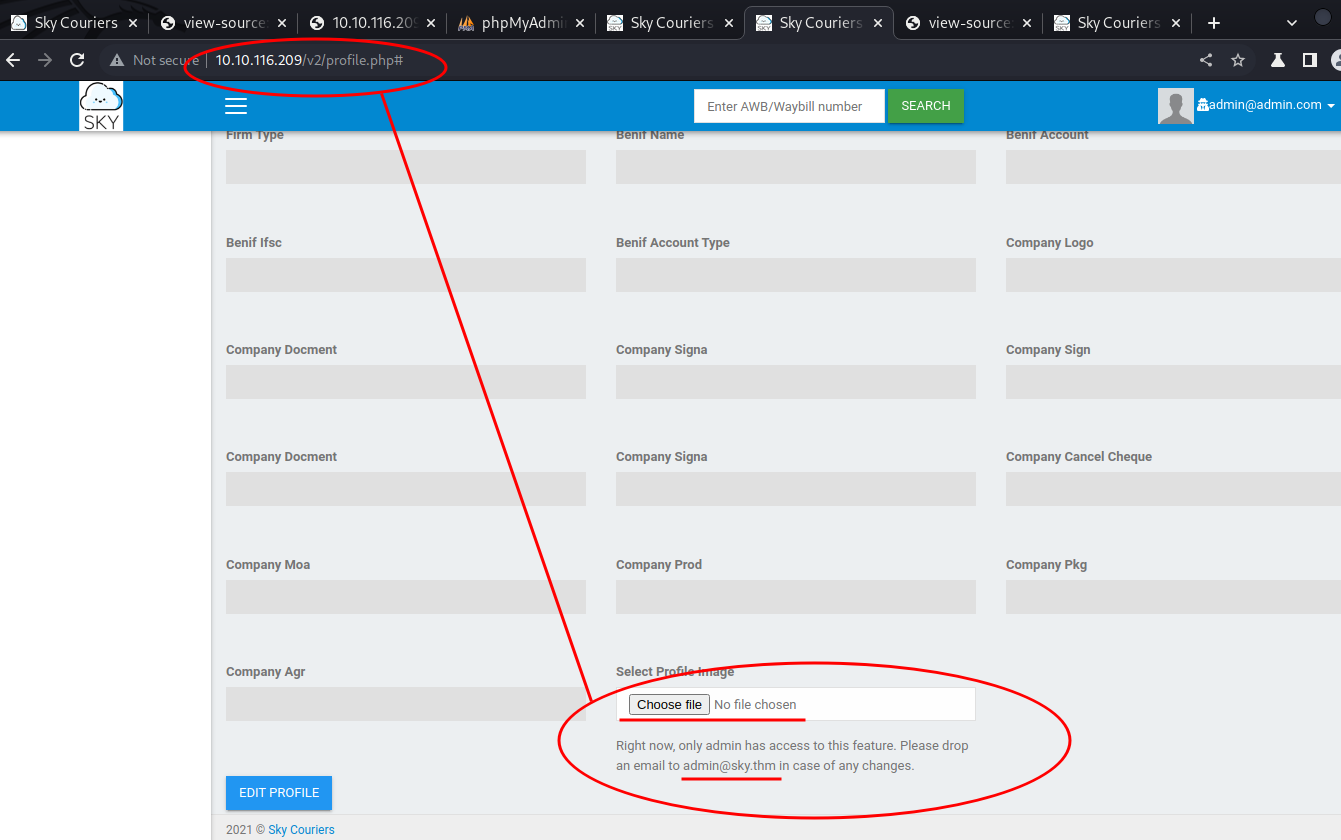 Sky Couriers
view-source:
10.10.116.209
phpMyAdmin
Sky Couriers
Sky Couriers
view-source:
Sky Couriers
Not secure
10.10.116.209/v2/profile.php#
SKY
Enter AWB/Waybill number
SEARCH
admin@admin.com
Firm Type
Benif Name
Benif Account
Benif Ifsc
Benif Account Type
Company Logo
Company Docment
Company Signa
Company Sign
Company Docment
Company Signa
Company Cancel Cheque
Company Moa
Company Prod
Company Pkg
Company Agr
Select Profile Image
Choose file No file chosen
Right now, only admin has access to this feature. Please drop
an email to admin@sky.thm in case of any changes.
EDIT PROFILE
2021 © Sky Couriers